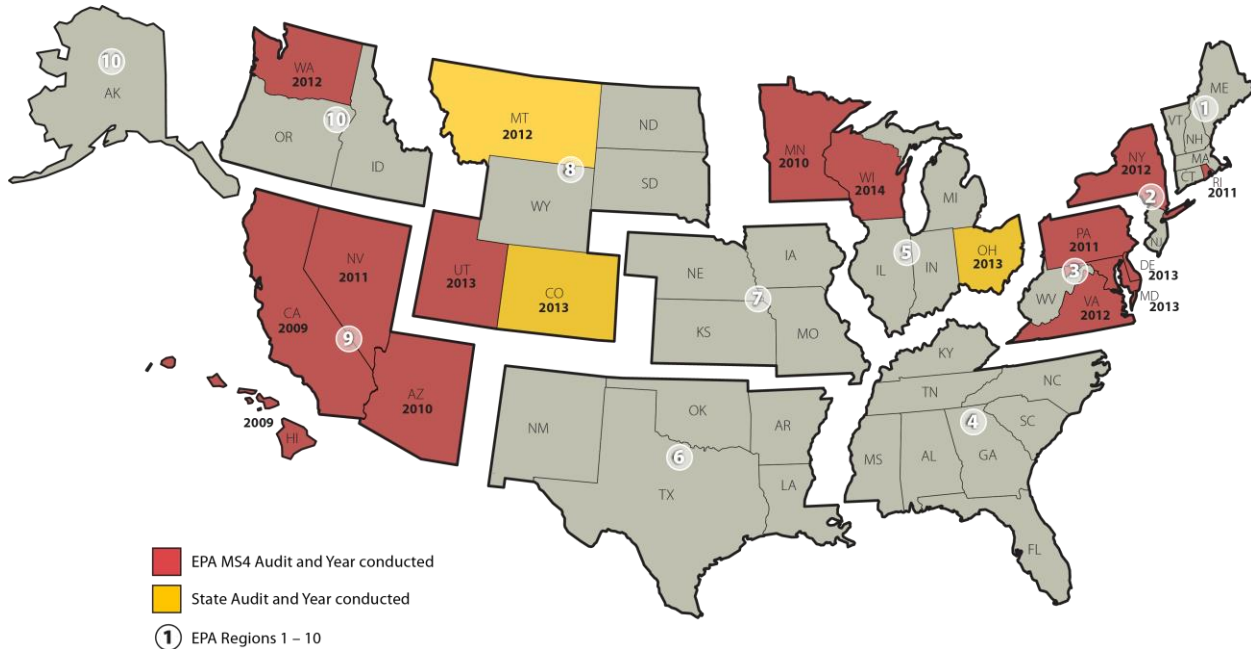 10
AK
WA
2012
10
OR
ID
MT
2012
8
ND
SD
WY
UT
2013
CO
2013
NV
2011
CA
2009
9
AZ
2010
2009
HI
MN
2010
WI
2014
MI
5
IL
IN
OH
2013
NE
IA
7
KS
MO
NM
OK
AR
6
TX
LA
KY
TN
NC
4
SC
MS
AL
GA
FL
ME
1
VT
NH
MA
CT
RI
2011
NY
2012
2
NJ
PA
2011
3
DE
2013
MD
2013
WV
VA
2012
EPA MS4 Audit and Year conducted
State Audit and Year conducted
1 EPA Regions 1 – 10